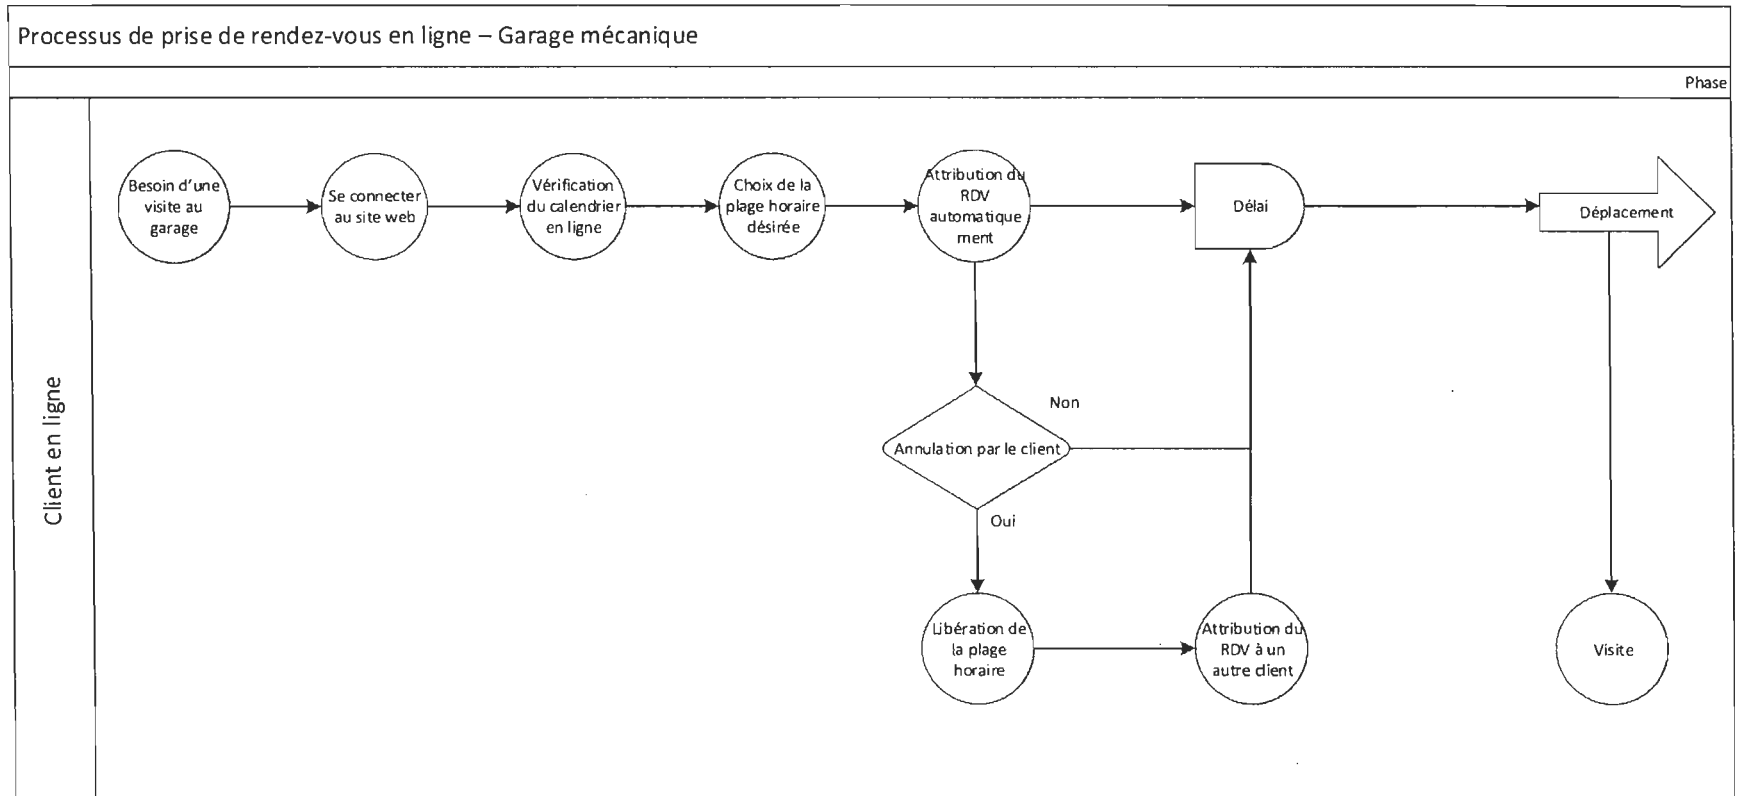 Processus de prise de rendez-vous en ligne – Garage mécanique
Phase
Client en ligne
Besoin d'une
visite au
garage
Se connecter
au site web
Vérification
du calendrier
en ligne
Choix de la
plage horaire
désirée
Attribution du
RDV
automatique
ment
Délai
Déplacement
Non
Annulation par le client
Oui
Libération de
la plage
horaire
Attribution du
RDV à un
autre client
Visite